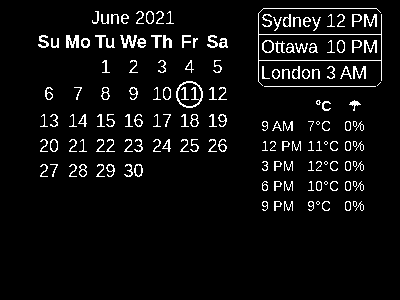 June 2021
Su Mo Tu We Th Fr Sa
1 2 3 4 5
6 7 8 9 10 11 12
13 14 15 16 17 18 19
20 21 22 23 24 25 26
27 28 29 30
Sydney 12 PM
Ottawa 10 PM
London 3 AM
°C ☂
9 AM 7°C 0%
12 PM 11°C 0%
3 PM 12°C 0%
6 PM 10°C 0%
9 PM 9°C 0%